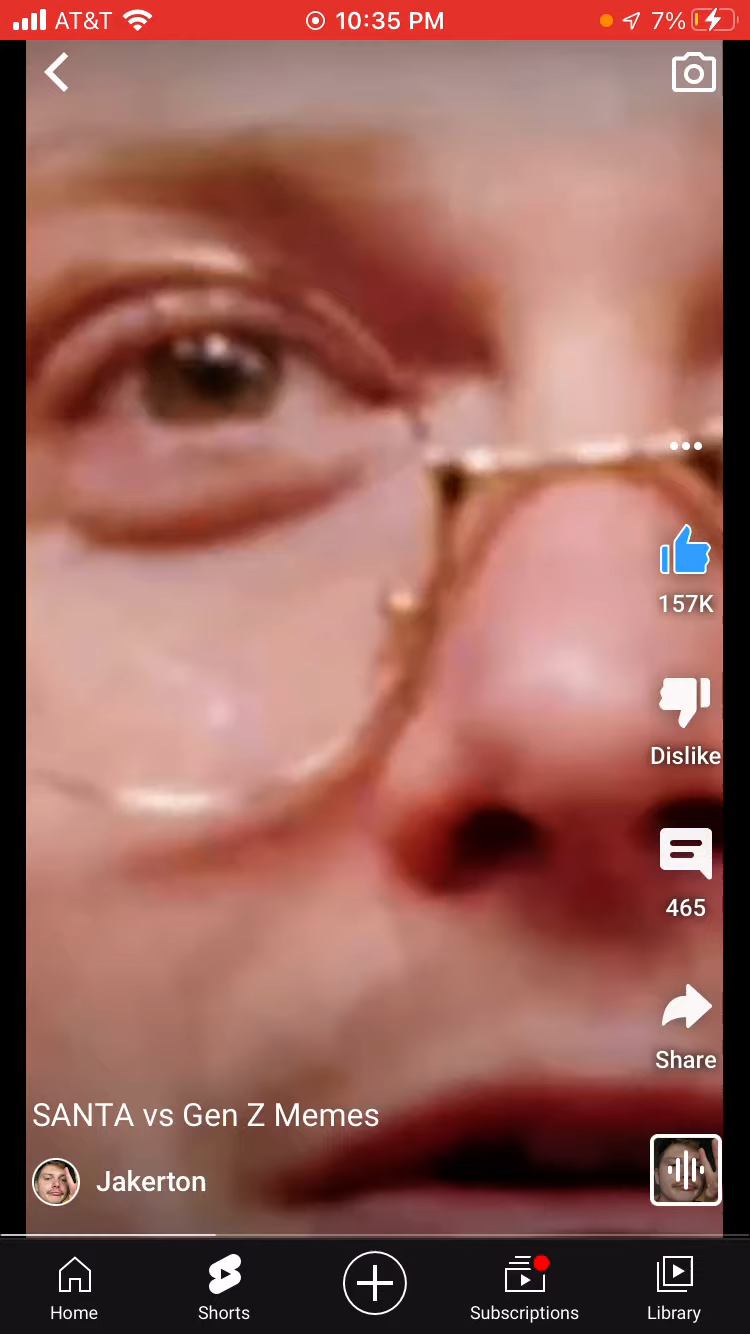 AT&T 10:35 PM 7%
157K
Dislike
465
Share
SANTA vs Gen Z Memes
Jakerton
Home Shorts Subscriptions Library